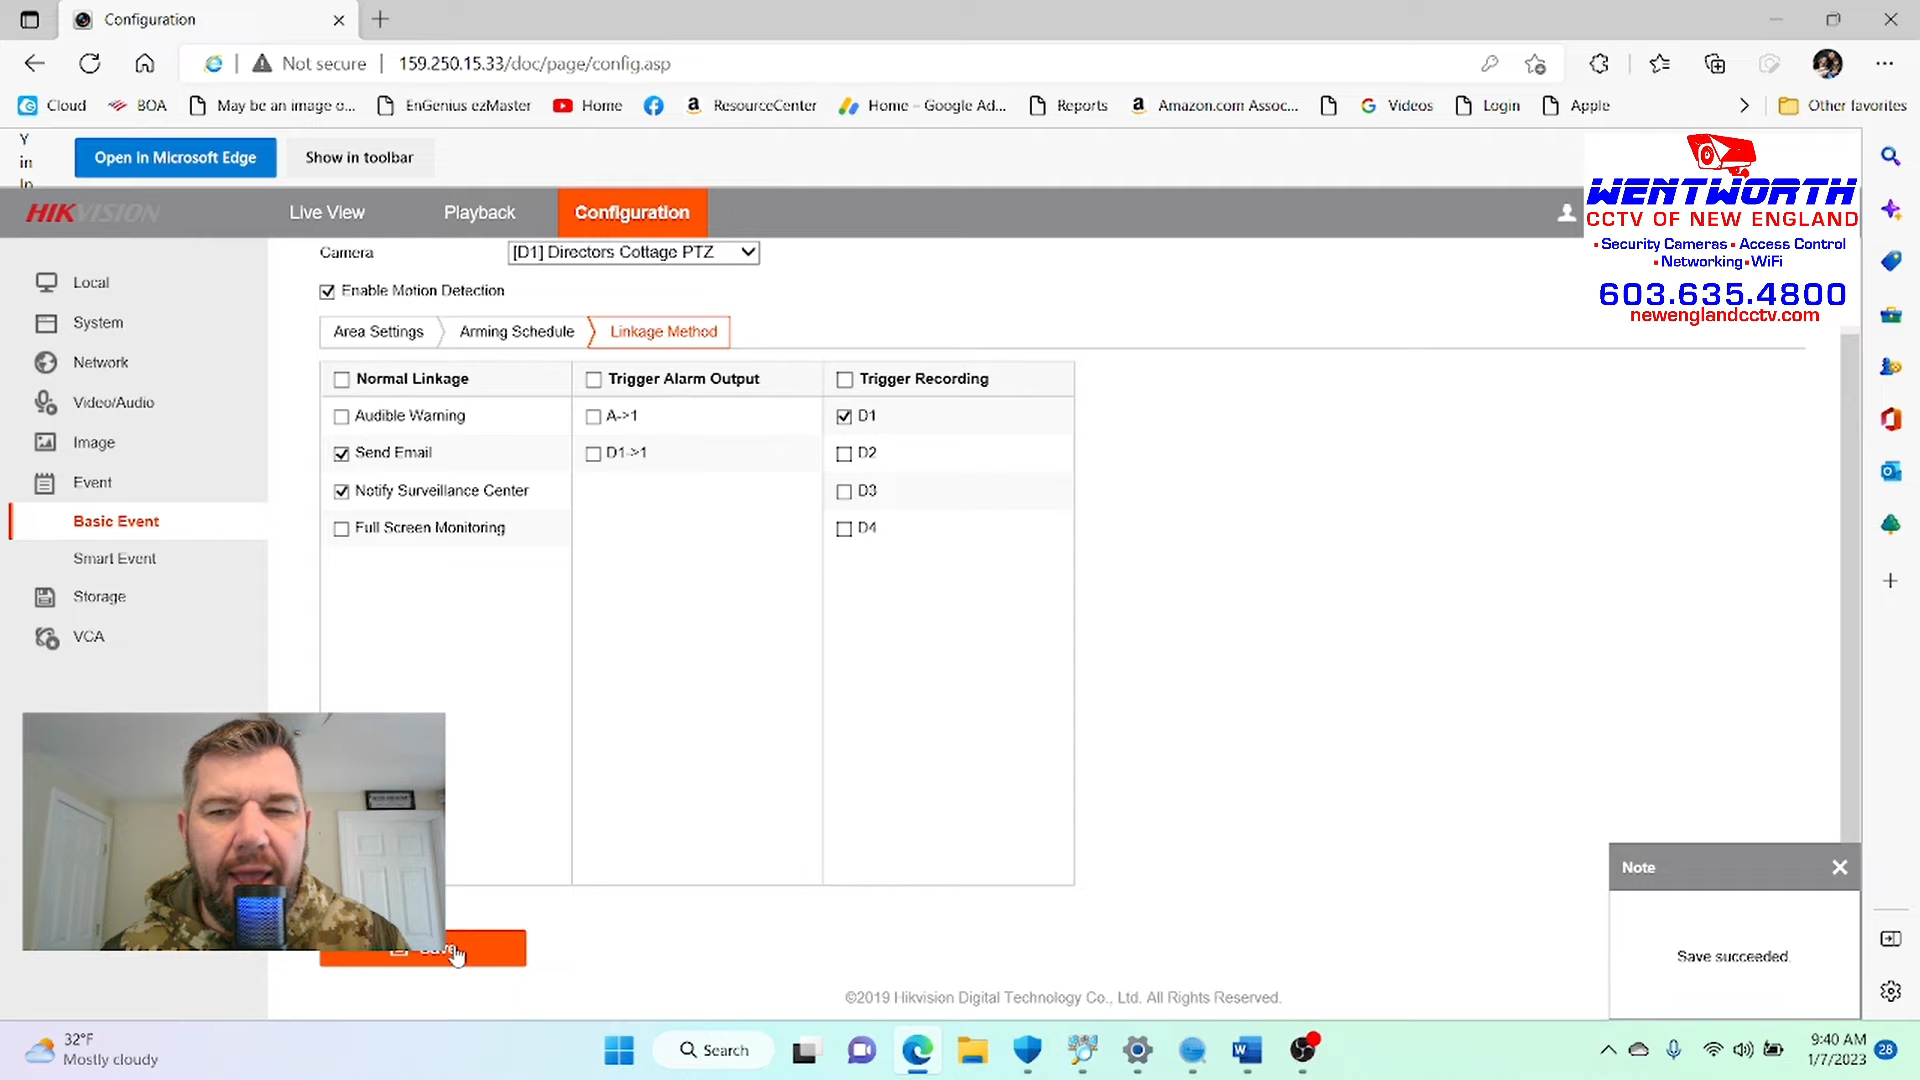 Configuration
Not secure
159.250.15.33/doc/page/config.asp
Cloud
BOA
May be an image o...
EnGenius ezMaster
Home
ResourceCenter
Home – Google Ad...
Reports
Amazon.com Assoc...
Videos
Login
Apple
Other favorites
Y
in
In
Open in Microsoft Edge
Show in toolbar
WENTWORTH
CCTV OF NEW ENGLAND
• Security Cameras • Access Control
• Networking • WiFi
603.635.4800
newenglandcctv.com
HIKVISION
Live View
Playback
Configuration
Camera
[D1] Directors Cottage PTZ
Enable Motion Detection
Area Settings
Arming Schedule
Linkage Method
Local
System
Network
Video/Audio
Image
Event
Basic Event
Smart Event
Storage
VCA
Normal Linkage
Trigger Alarm Output
Trigger Recording
Audible Warning
A->1
D1
Send Email
D1->1
D2
Notify Surveillance Center
D3
Full Screen Monitoring
D4
Note
Save succeeded.
©2019 Hikvision Digital Technology Co., Ltd. All Rights Reserved.
32°F
Mostly cloudy
Search
9:40 AM
1/7/2023
28